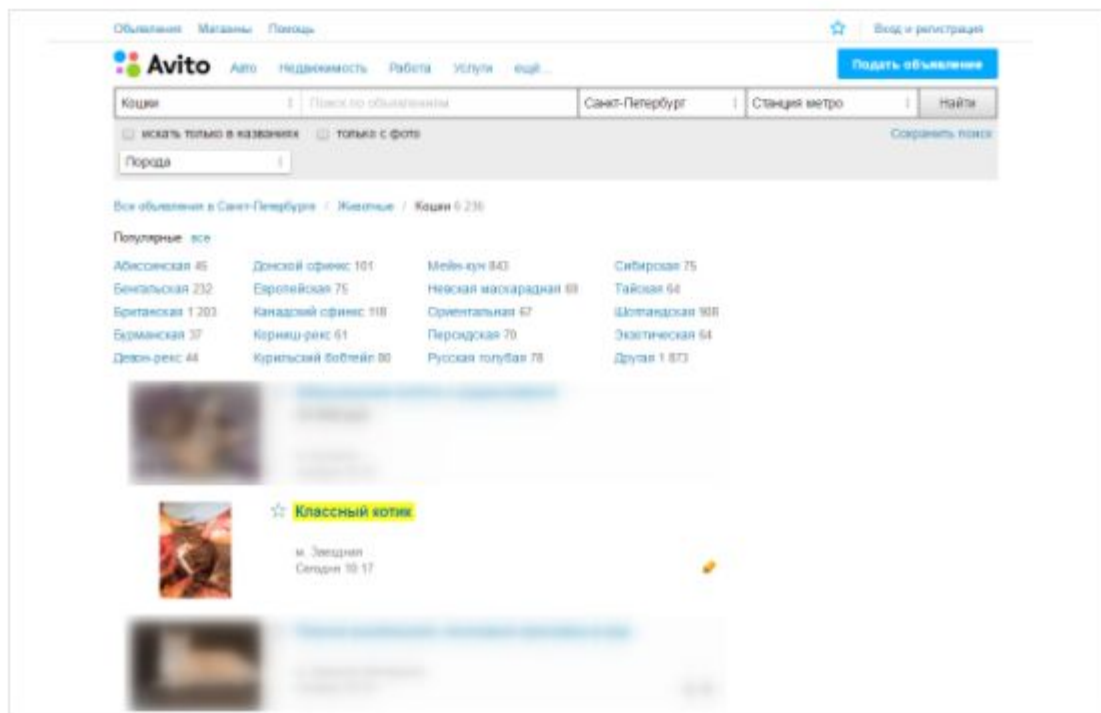 Объявления Магазины Помощь Вход и регистрация
Avito Авто Недвижимость Работа Услуги ещё... Подать объявление
Кошки Поиск по объявлениям Санкт-Петербург Станция метро Найти
искать только в названиях только с фото Сохранить поиск
Порода
Все объявления в Санкт-Петербурге / Животные / Кошки 6 236
Популярные все
Абиссинская 45 Донской сфинкс 101 Мейн-кун 843 Сибирская 75
Бенгальская 232 Европейская 75 Невская маскарадная 69 Тайская 64
Британская 1 203 Канадский сфинкс 118 Ориентальная 67 Шотландская 908
Бурманская 37 Корниш-рекс 61 Персидская 70 Экзотическая 64
Девон-рекс 44 Курильский бобтейл 80 Русская голубая 78 Другая 1 873
Классный котик
м. Звездная
Сегодня 10:17